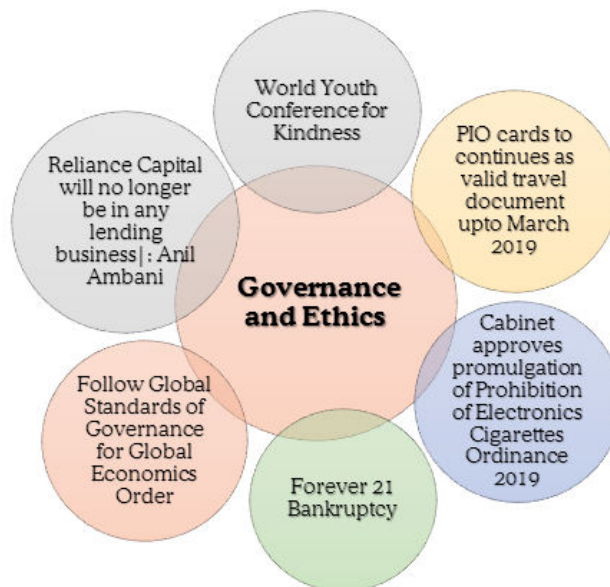 World Youth
Conference for
Kindness
PIO cards to
continues as
valid travel
document
upto March
2019
Cabinet
approves
promulgation
of Prohibition
of Electronics
Cigarettes
Ordinance
2019
Forever 21
Bankruptcy
Follow Global
Standards of
Governance
for Global
Economics
Order
Reliance Capital
will no longer
be in any
lending
business|: Anil
Ambani
Governance
and Ethics